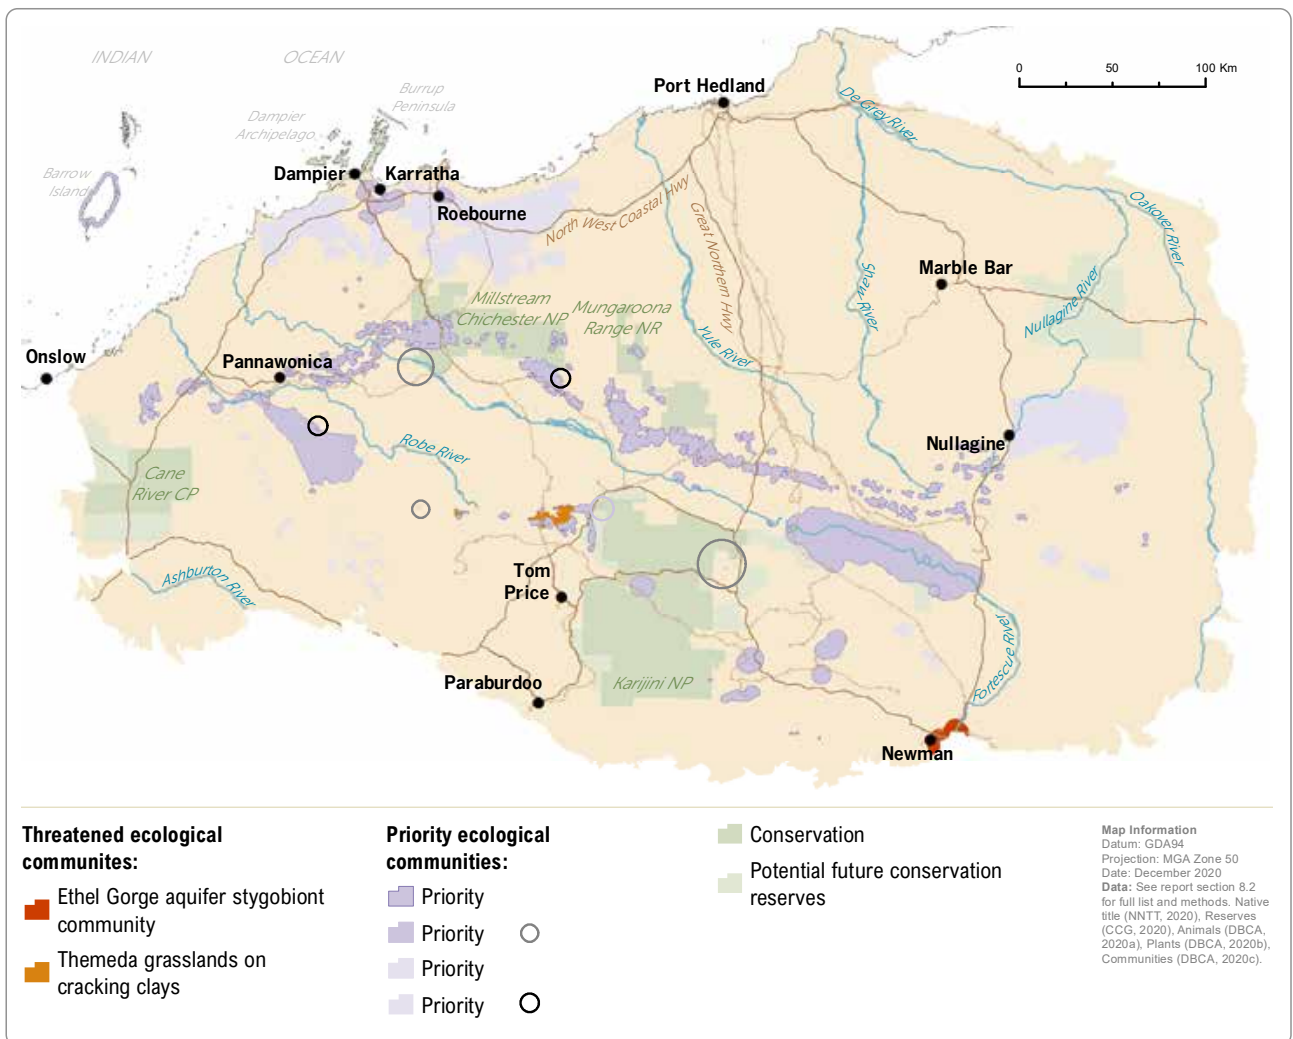 INDIAN
OCEAN
Burrup
Peninsula
Dampier
Archipelago
Barrow
Island
Port Hedland
0 50 100 Km
De Grey River
Dampier
Karratha
Roebourne
North West Coastal Hwy
Great Northern Hwy
Oakover River
Shaw River
Marble Bar
Nullagine River
Millstream
Chichester NP
Mungaroona
Range NR
Yule River
Onslow
Pannawonica
Robe River
Nullagine
Cane
River CP
Ashburton River
Tom
Price
Fortescue River
Paraburdoo
Karijini NP
Newman
Threatened ecological
communites:
Ethel Gorge aquifer stygobiont
community
Themeda grasslands on
cracking clays
Priority ecological
communities:
Priority
Priority
Priority
Priority
Conservation
Potential future conservation
reserves
Map Information
Datum: GDA94
Projection: MGA Zone 50
Date: December 2020
Data: See report section 8.2
for full list and methods. Native
title (NNTT, 2020), Reserves
(CCG, 2020), Animals (DBCA,
2020a), Plants (DBCA, 2020b),
Communities (DBCA, 2020c).